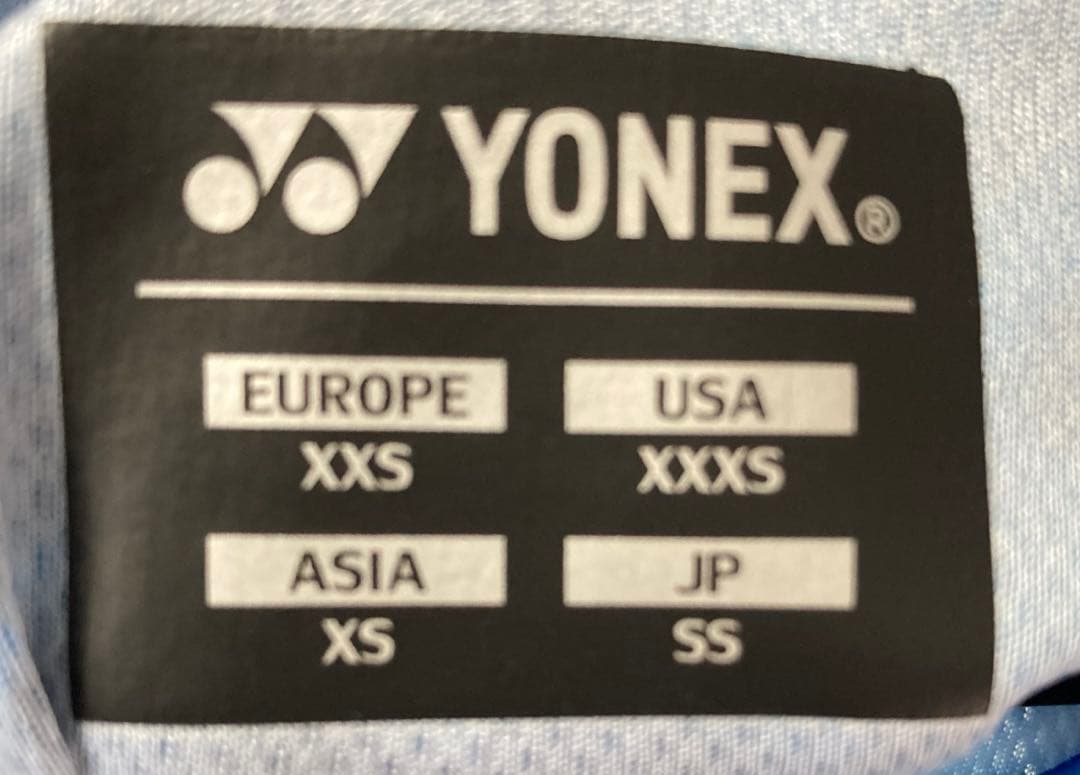 YONEX®
EUROPE USA
XXS XXXS
ASIA JP
XS SS